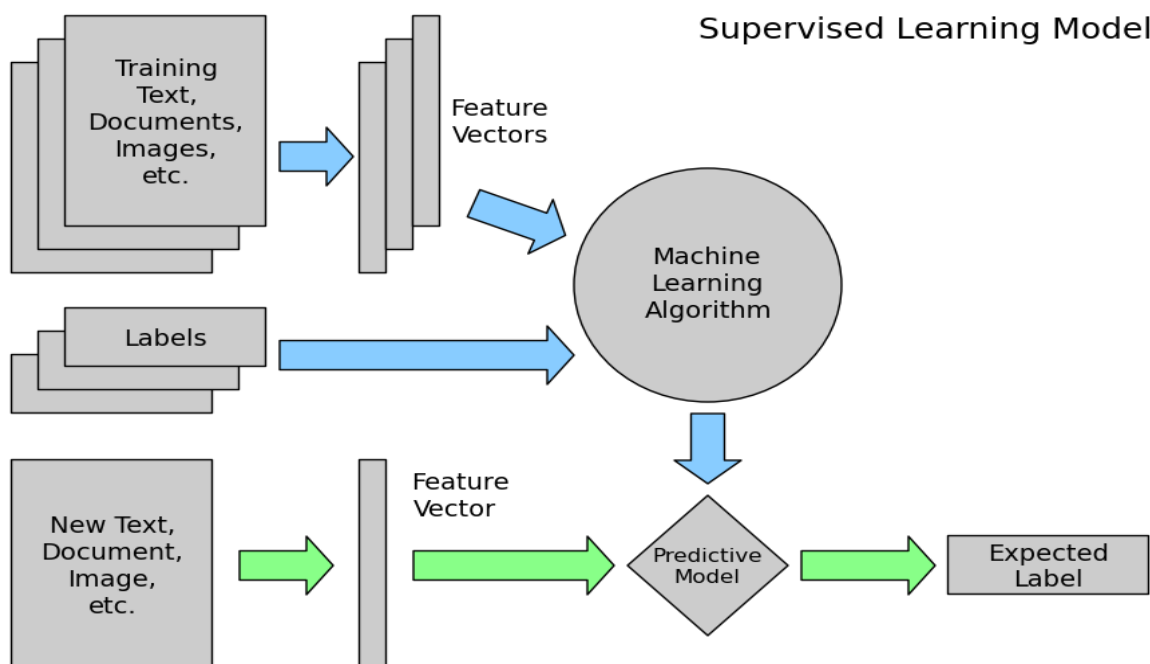 Supervised Learning Model
Training
Text,
Documents,
Images,
etc.
Feature
Vectors
Machine
Learning
Algorithm
Labels
New Text,
Document,
Image,
etc.
Feature
Vector
Predictive
Model
Expected
Label